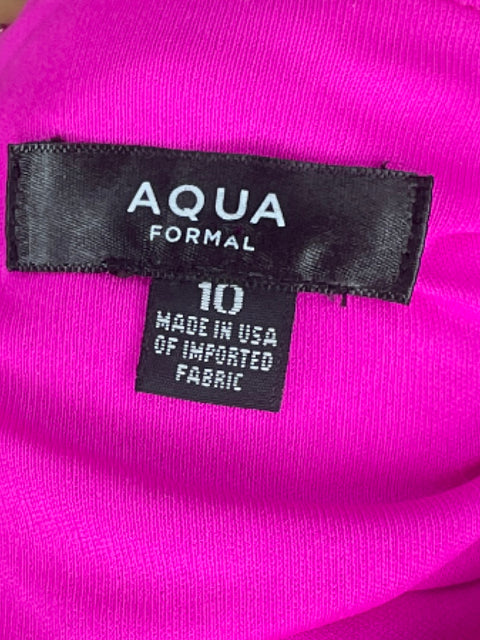 AQUA
FORMAL
10
MADE IN USA
OF IMPORTED
FABRIC